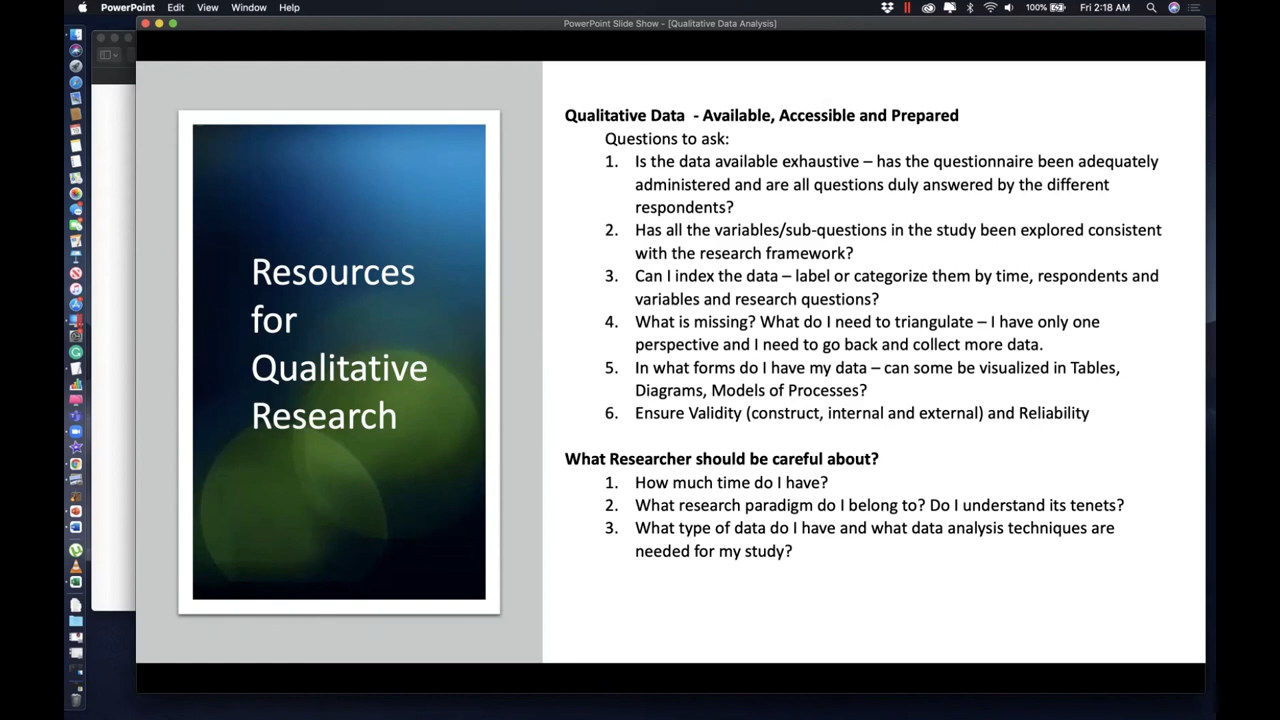 PowerPoint Edit View Window Help
100% Fri 2:18 AM
PowerPoint Slide Show - [Qualitative Data Analysis]
Resources
for
Qualitative
Research
Qualitative Data - Available, Accessible and Prepared
Questions to ask:
1. Is the data available exhaustive – has the questionnaire been adequately
administered and are all questions duly answered by the different
respondents?
2. Has all the variables/sub-questions in the study been explored consistent
with the research framework?
3. Can I index the data – label or categorize them by time, respondents and
variables and research questions?
4. What is missing? What do I need to triangulate – I have only one
perspective and I need to go back and collect more data.
5. In what forms do I have my data – can some be visualized in Tables,
Diagrams, Models of Processes?
6. Ensure Validity (construct, internal and external) and Reliability
What Researcher should be careful about?
1. How much time do I have?
2. What research paradigm do I belong to? Do I understand its tenets?
3. What type of data do I have and what data analysis techniques are
needed for my study?